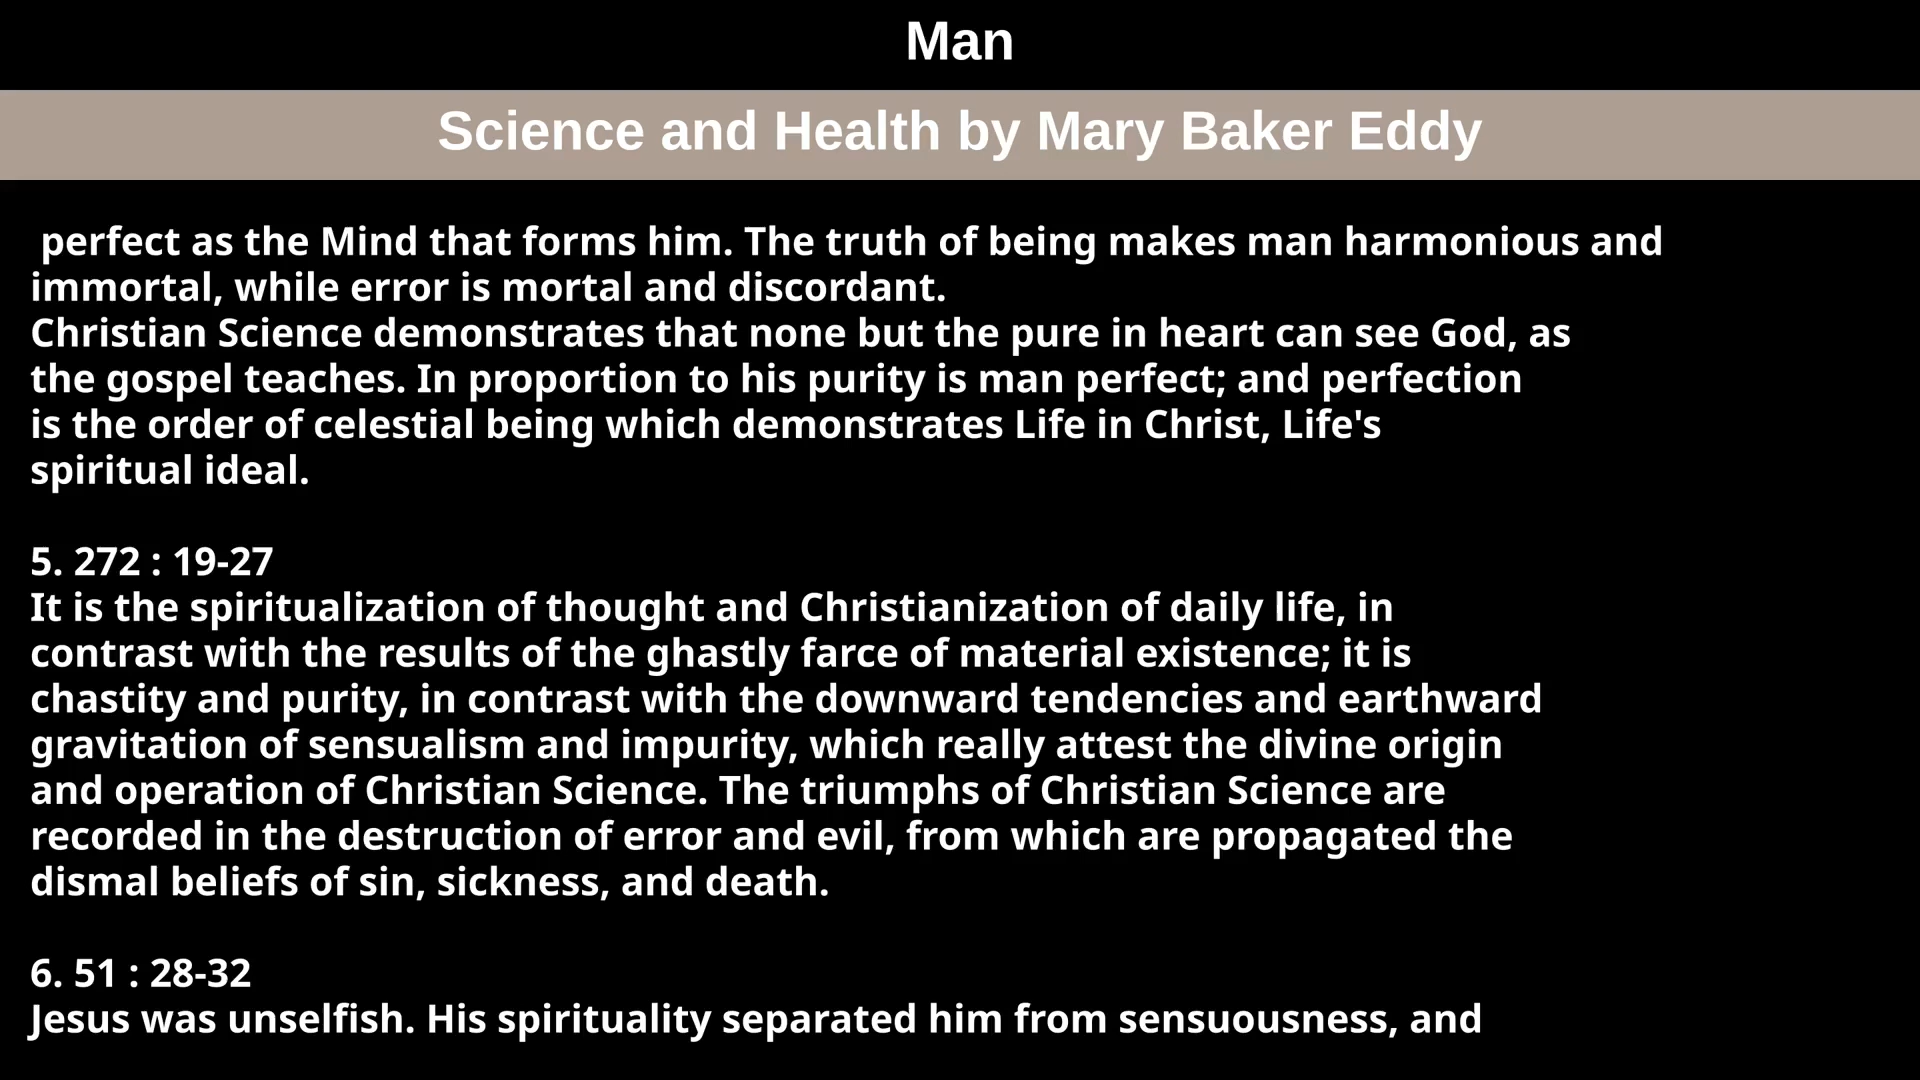 Man
Science and Health by Mary Baker Eddy
perfect as the Mind that forms him. The truth of being makes man harmonious and
immortal, while error is mortal and discordant.
Christian Science demonstrates that none but the pure in heart can see God, as
the gospel teaches. In proportion to his purity is man perfect; and perfection
is the order of celestial being which demonstrates Life in Christ, Life's
spiritual ideal.
5. 272 : 19-27
It is the spiritualization of thought and Christianization of daily life, in
contrast with the results of the ghastly farce of material existence; it is
chastity and purity, in contrast with the downward tendencies and earthward
gravitation of sensualism and impurity, which really attest the divine origin
and operation of Christian Science. The triumphs of Christian Science are
recorded in the destruction of error and evil, from which are propagated the
dismal beliefs of sin, sickness, and death.
6. 51 : 28-32
Jesus was unselfish. His spirituality separated him from sensuousness, and